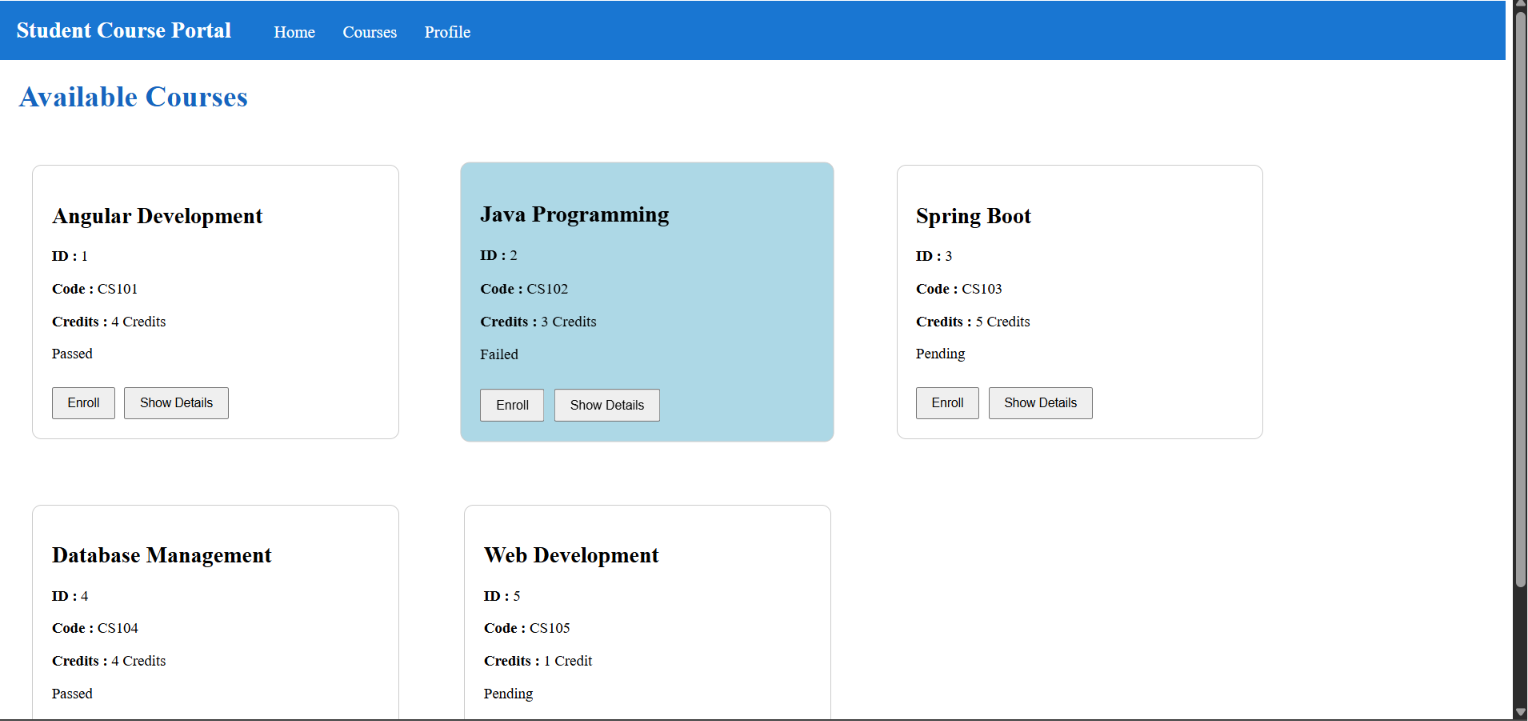 Student Course Portal Home Courses Profile
Available Courses
Angular Development
ID : 1
Code : CS101
Credits : 4 Credits
Passed
Enroll Show Details
Java Programming
ID : 2
Code : CS102
Credits : 3 Credits
Failed
Enroll Show Details
Spring Boot
ID : 3
Code : CS103
Credits : 5 Credits
Pending
Enroll Show Details
Database Management
ID : 4
Code : CS104
Credits : 4 Credits
Passed
Web Development
ID : 5
Code : CS105
Credits : 1 Credit
Pending